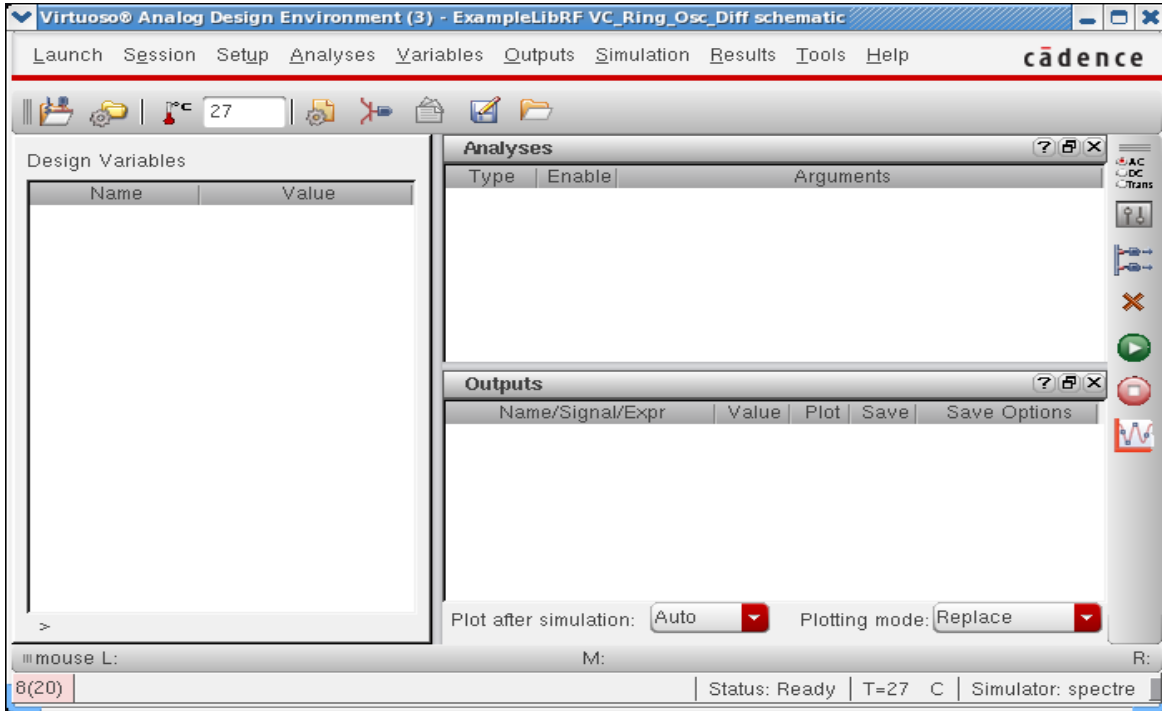 Virtuoso® Analog Design Environment (3) - ExampleLibRF VC_Ring_Osc_Diff schematic
Launch Session Setup Analyses Variables Outputs Simulation Results Tools Help cādence
°C 27
Design Variables
Name Value
>
Analyses
Type Enable Arguments
Outputs
Name/Signal/Expr Value Plot Save Save Options
Plot after simulation: Auto Plotting mode: Replace
AC
DC
Trans
mouse L: M: R:
8(20) Status: Ready T=27 C Simulator: spectre